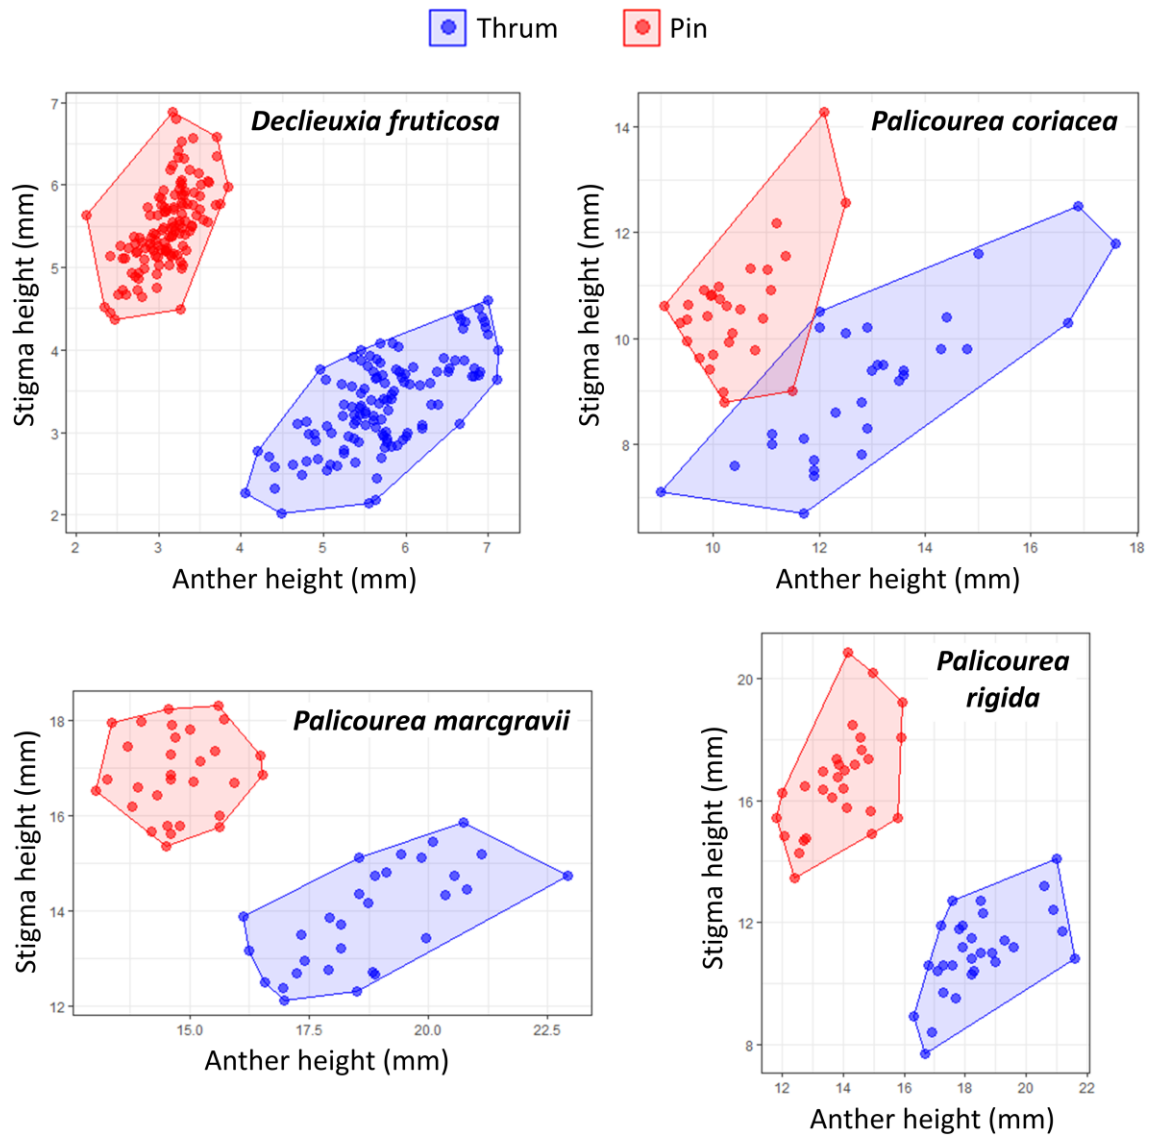 Thrum
Pin
Declieuxia fruticosa
Stigma height (mm)
7
6
5
4
3
2
2 3 4 5 6 7
Anther height (mm)
Palicourea coriacea
Stigma height (mm)
14
12
10
8
10 12 14 16 18
Anther height (mm)
Palicourea marcgravii
Stigma height (mm)
18
16
14
12
15.0 17.5 20.0 22.5
Anther height (mm)
Palicourea
rigida
Stigma height (mm)
20
16
12
8
12 14 16 18 20 22
Anther height (mm)